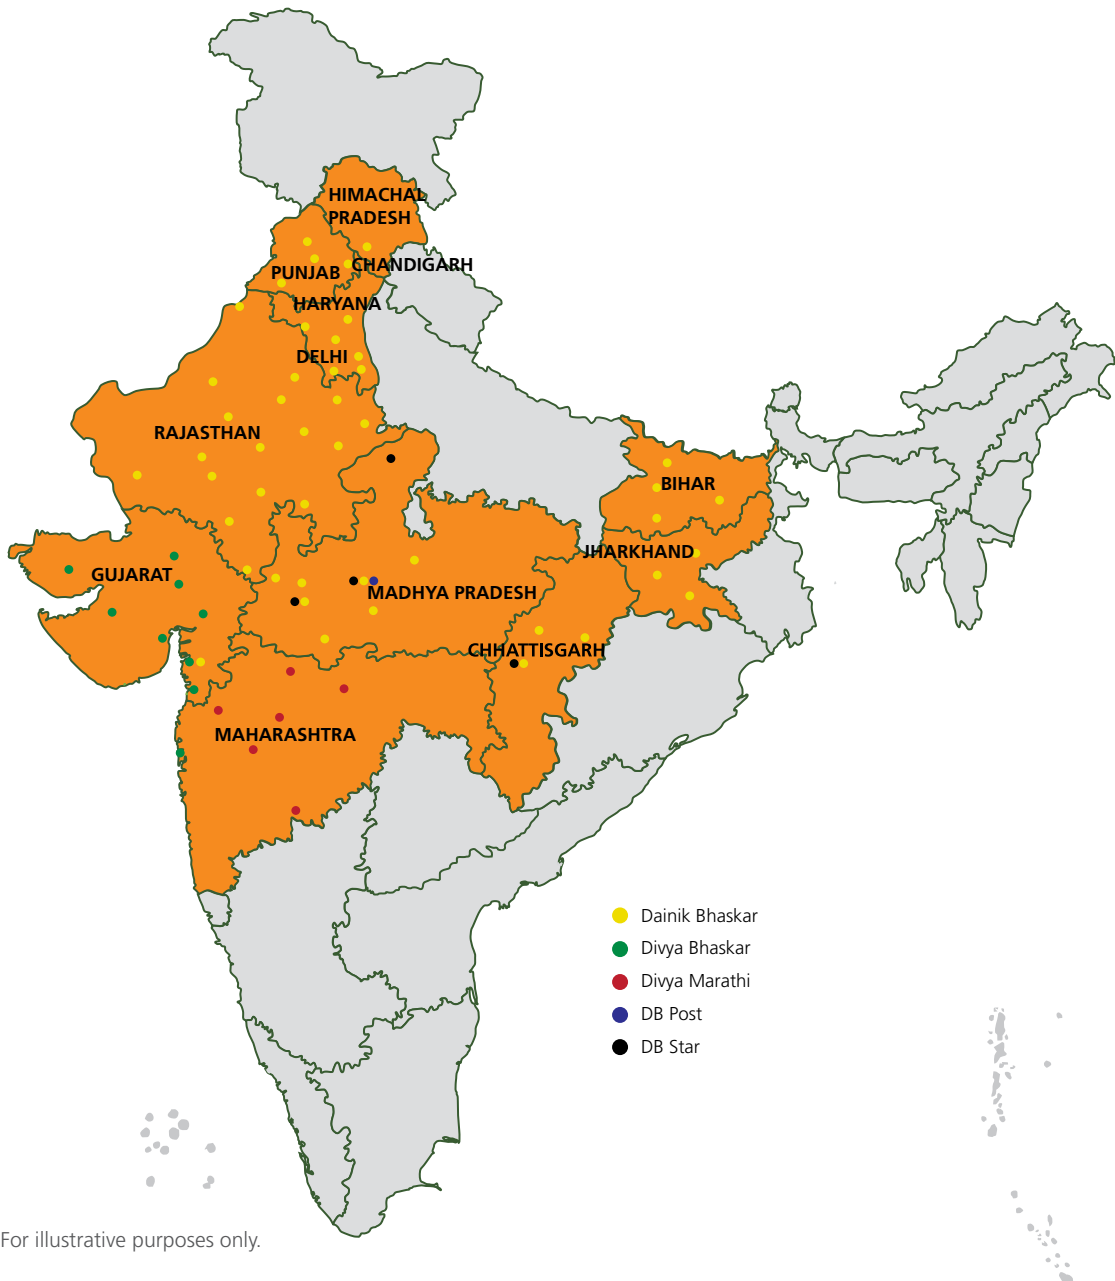 HIMACHAL
PRADESH
CHANDIGARH
PUNJAB
HARYANA
DELHI
RAJASTHAN
BIHAR
JHARKHAND
GUJARAT
MADHYA PRADESH
CHHATTISGARH
MAHARASHTRA
Dainik Bhaskar
Divya Bhaskar
Divya Marathi
DB Post
DB Star
For illustrative purposes only.